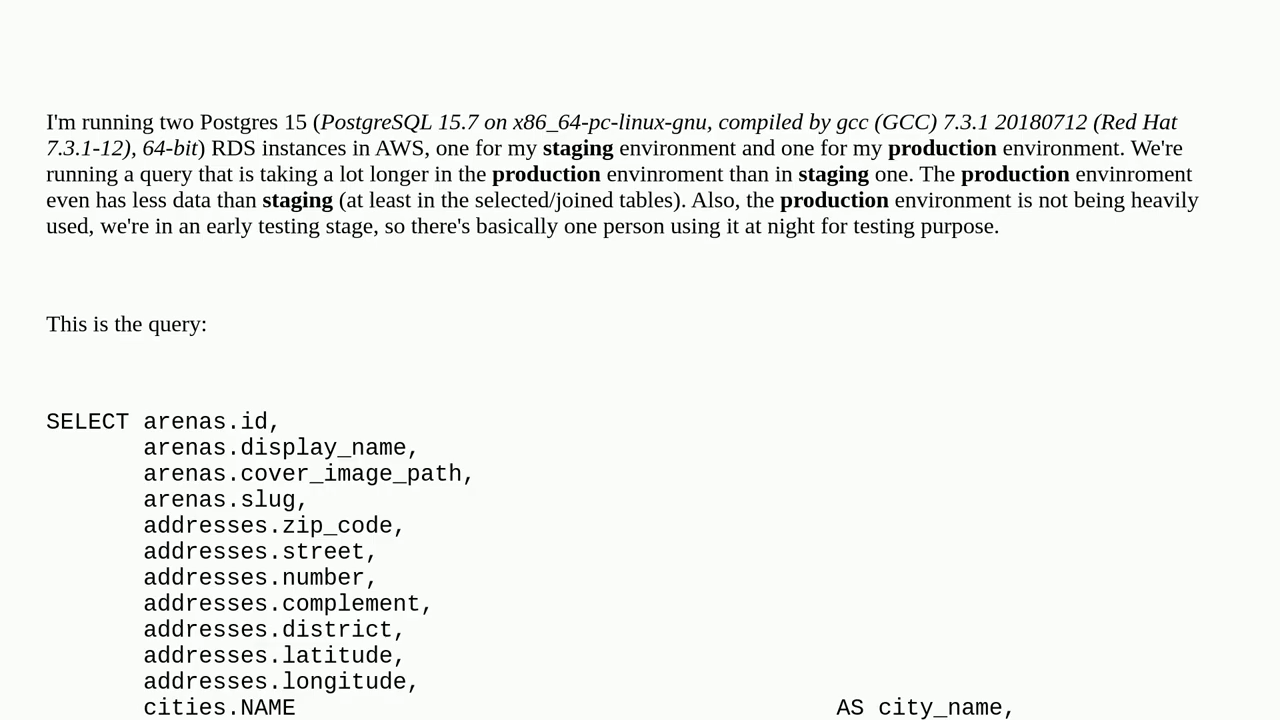 I'm running two Postgres 15 (PostgreSQL 15.7 on x86_64-pc-linux-gnu, compiled by gcc (GCC) 7.3.1 20180712 (Red Hat
7.3.1-12), 64-bit) RDS instances in AWS, one for my staging environment and one for my production environment. We're
running a query that is taking a lot longer in the production envinroment than in staging one. The production envinroment
even has less data than staging (at least in the selected/joined tables). Also, the production environment is not being heavily
used, we're in an early testing stage, so there's basically one person using it at night for testing purpose.
This is the query:
SELECT arenas.id,
       arenas.display_name,
       arenas.cover_image_path,
       arenas.slug,
       addresses.zip_code,
       addresses.street,
       addresses.number,
       addresses.complement,
       addresses.district,
       addresses.latitude,
       addresses.longitude,
       cities.NAME                                       AS city_name,